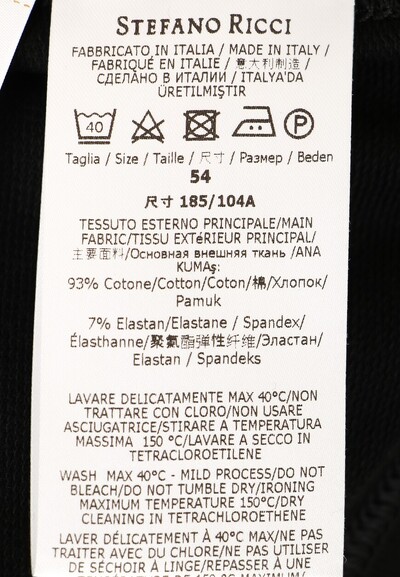 STEFANO RICCI
FABBRICATO IN ITALIA / MADE IN ITALY /
FABRIQUÉ EN ITALIE / 意大利制造 /
СДЕЛАНО В ИТАЛИИ / ITALYA'DA
ÜRETILMIŞTIR
40
P
Taglia / Size / Taille / 尺寸 / Размер / Beden
54
尺寸 185/104A
TESSUTO ESTERNO PRINCIPALE/MAIN
FABRIC/TISSU EXTéRIEUR PRINCIPAL/
主要面料/Основная внешняя ткань /ANA
KUMAş:
93% Cotone/Cotton/Coton/棉/Хлопок/
Pamuk
7% Elastan/Elastane / Spandex/
Élasthanne/聚氨酯弹性纤维/Эластан/
Elastan / Spandeks
LAVARE DELICATAMENTE MAX 40°C/NON
TRATTARE CON CLORO/NON USARE
ASCIUGATRICE/STIRARE A TEMPERATURA
MASSIMA 150 °C/LAVARE A SECCO IN
TETRACLOROETILENE
WASH MAX 40°C - MILD PROCESS/DO NOT
BLEACH/DO NOT TUMBLE DRY/IRONING
MAXIMUM TEMPERATURE 150°C/DRY
CLEANING IN TETRACHLOROETHENE
LAVER DÉLICATEMENT À 40°C MAX/NE PAS
TRAITER AVEC DU CHLORE/NE PAS UTILISER
DE SÉCHOIR À LINGE/REPASSER À UNE
TEMPÉRATURE DE 150 °C MAXIMUM/